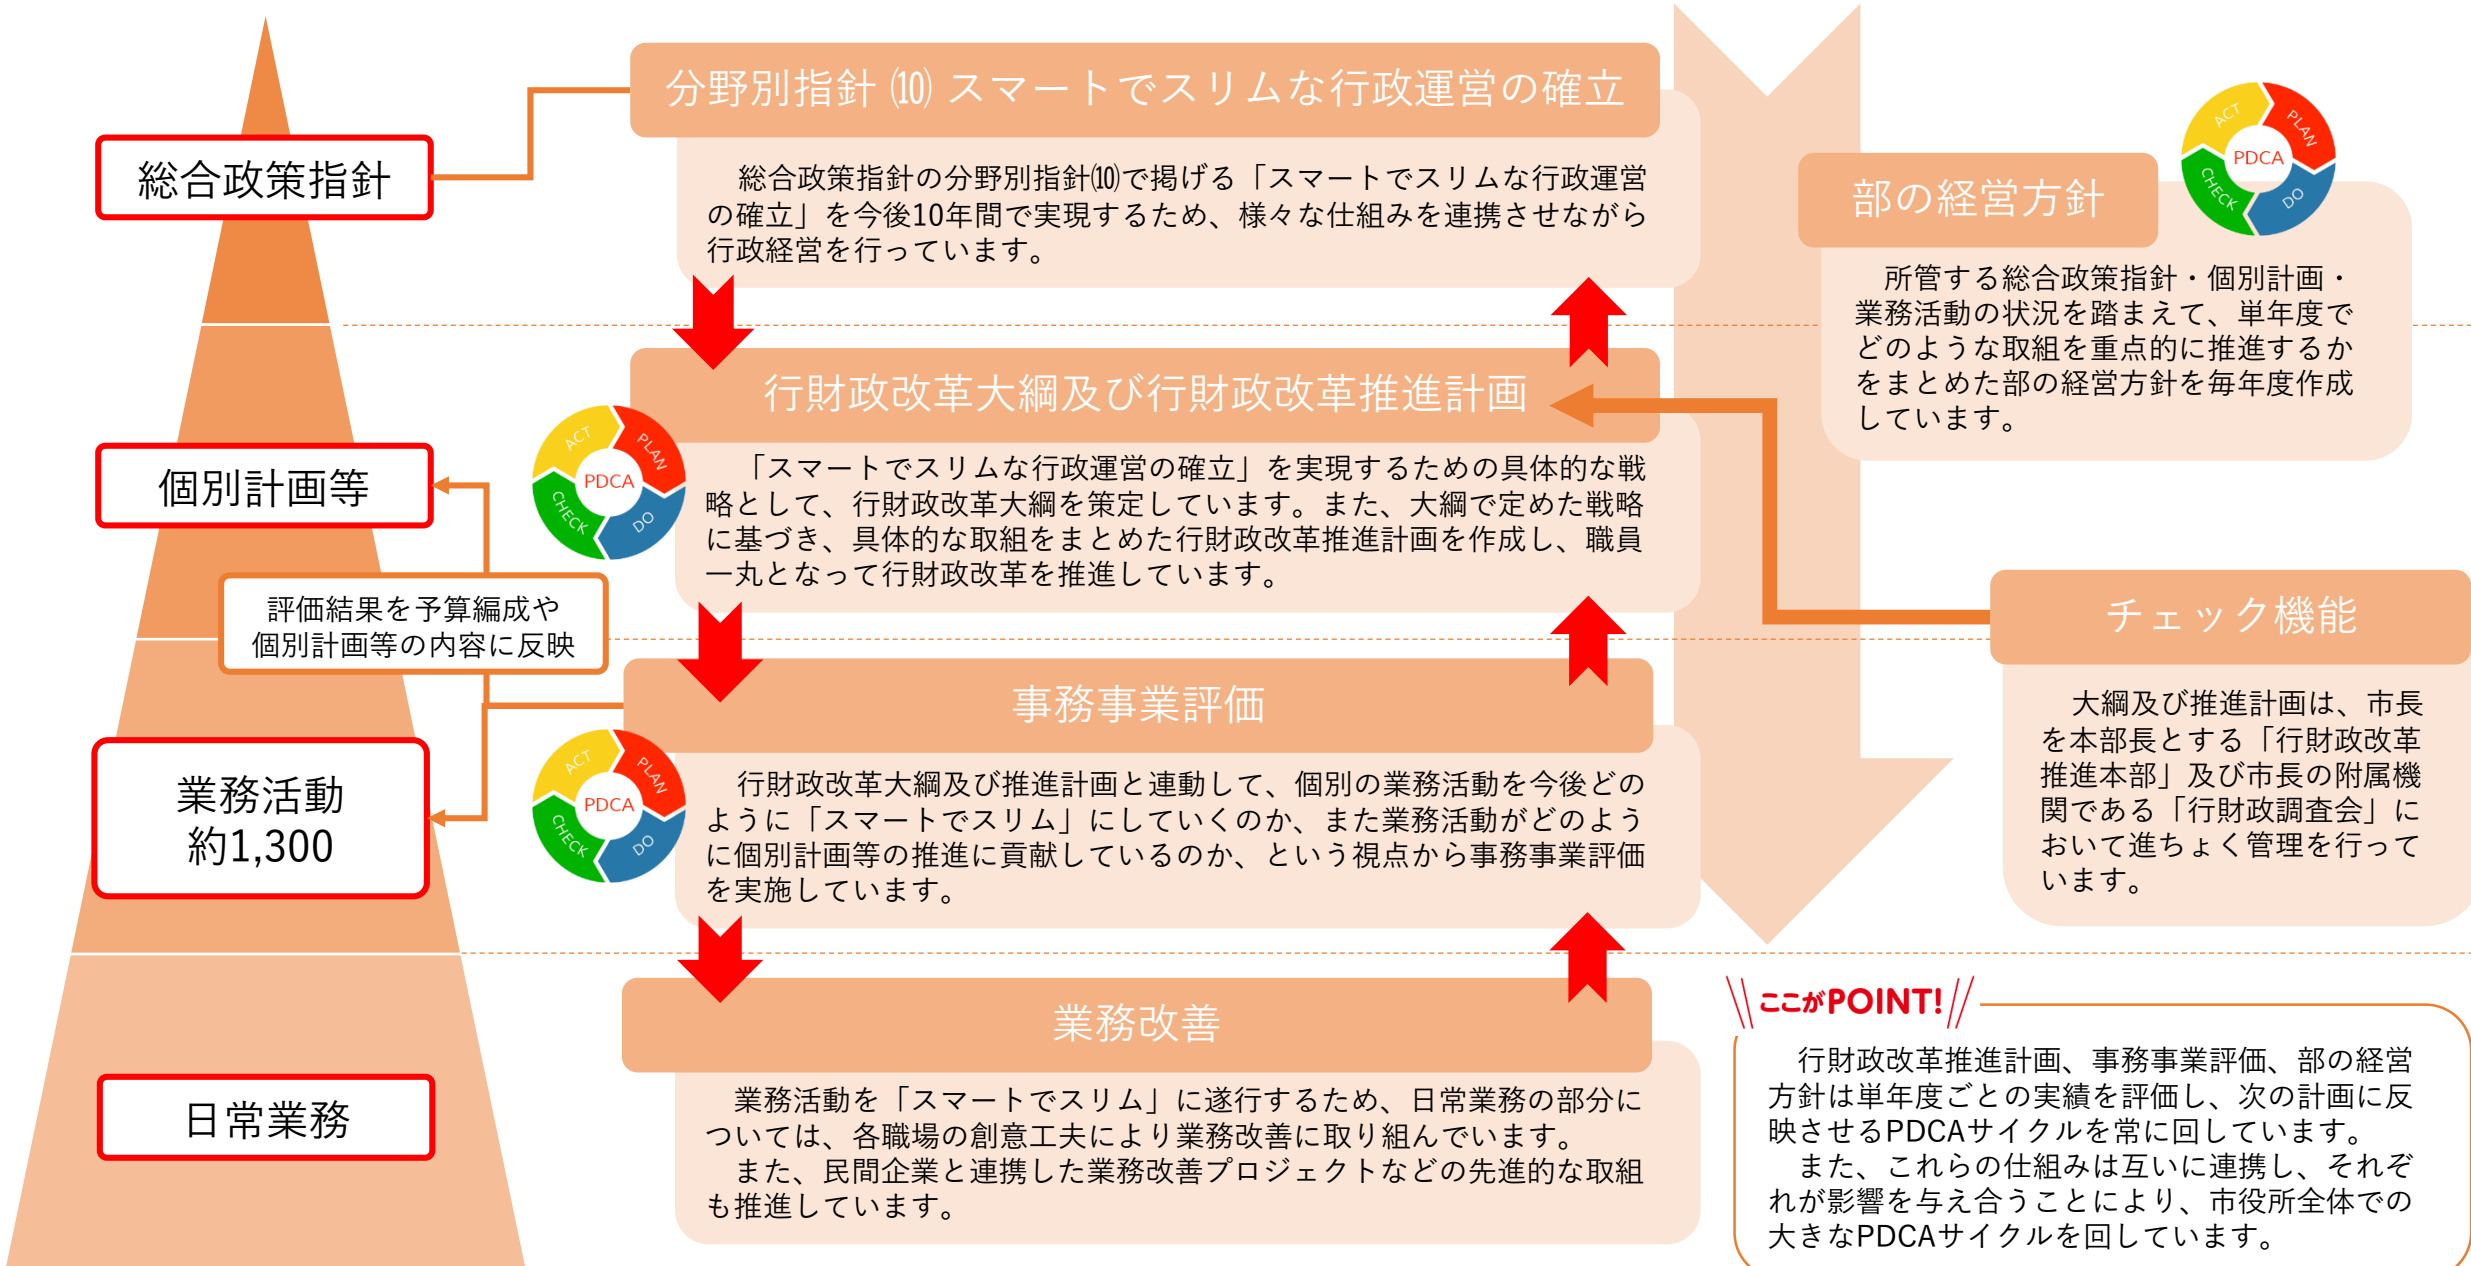 分野別指針 ⑽ スマートでスリムな行政運営の確立
総合政策指針
総合政策指針の分野別指針⑽で掲げる「スマートでスリムな行政運営
の確立」を今後10年間で実現するため、様々な仕組みを連携させながら
行政経営を行っています。
部の経営方針
ACT
PLAN
PDCA
CHECK
DO
所管する総合政策指針・個別計画・
業務活動の状況を踏まえて、単年度で
どのような取組を重点的に推進するか
をまとめた部の経営方針を毎年度作成
しています。
行財政改革大綱及び行財政改革推進計画
個別計画等
ACT
PLAN
PDCA
CHECK
DO
「スマートでスリムな行政運営の確立」を実現するための具体的な戦
略として、行財政改革大綱を策定しています。また、大綱で定めた戦略
に基づき、具体的な取組をまとめた行財政改革推進計画を作成し、職員
一丸となって行財政改革を推進しています。
評価結果を予算編成や
個別計画等の内容に反映
チェック機能
大綱及び推進計画は、市長
を本部長とする「行財政改革
推進本部」及び市長の附属機
関である「行財政調査会」に
おいて進ちょく管理を行って
います。
事務事業評価
業務活動
約1,300
ACT
PLAN
PDCA
CHECK
DO
行財政改革大綱及び推進計画と連動して、個別の業務活動を今後どの
ように「スマートでスリム」にしていくのか、また業務活動がどのよう
に個別計画等の推進に貢献しているのか、という視点から事務事業評価
を実施しています。
業務改善
日常業務
業務活動を「スマートでスリム」に遂行するため、日常業務の部分に
ついては、各職場の創意工夫により業務改善に取り組んでいます。
また、民間企業と連携した業務改善プロジェクトなどの先進的な取組
も推進しています。
ここがPOINT!
行財政改革推進計画、事務事業評価、部の経営
方針は単年度ごとの実績を評価し、次の計画に反
映させるPDCAサイクルを常に回しています。
また、これらの仕組みは互いに連携し、それぞ
れが影響を与え合うことにより、市役所全体での
大きなPDCAサイクルを回しています。